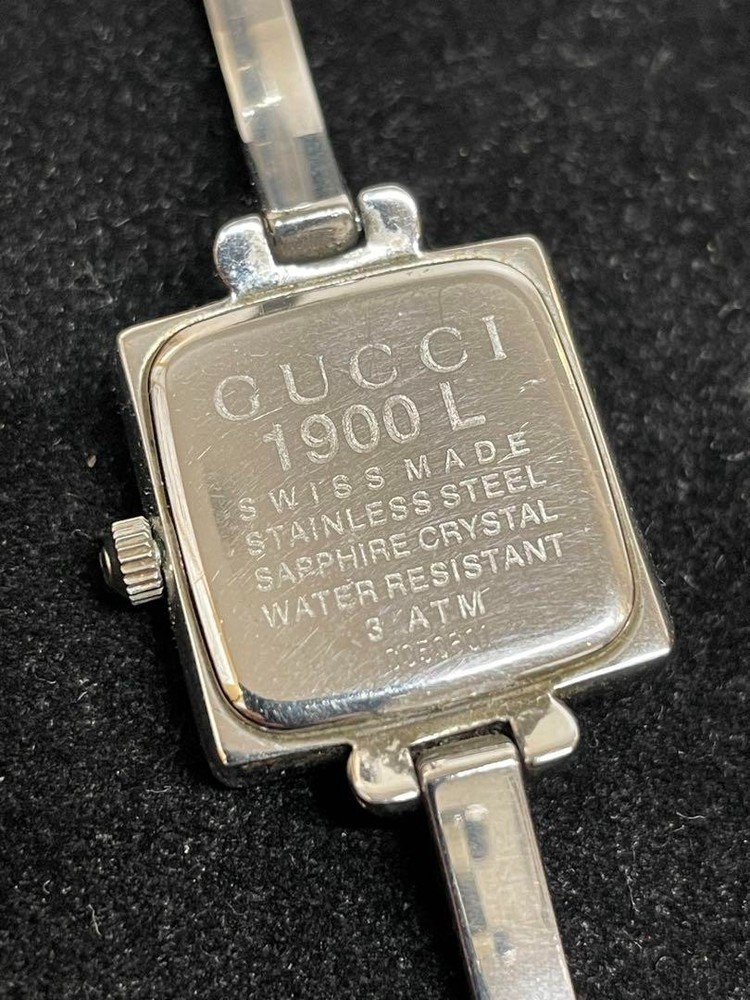 GUCCI
1900 L
SWISS MADE
STAINLESS STEEL
SAPPHIRE CRYSTAL
WATER RESISTANT
3 ATM